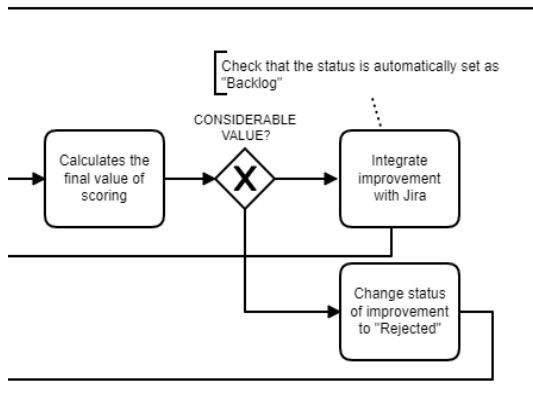 Check that the status is automatically set as
"Backlog"
CONSIDERABLE
VALUE?
Calculates the
final value of
scoring
X
Integrate
improvement
with Jira
Change status
of improvement
to "Rejected"